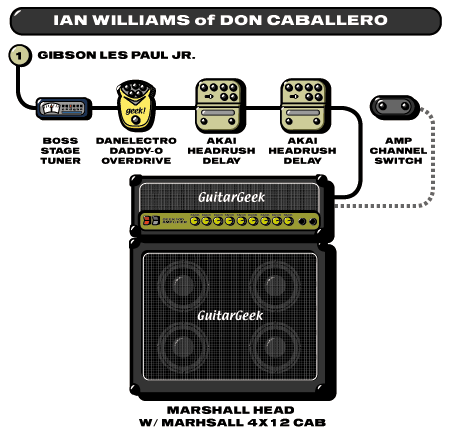 IAN WILLIAMS of DON CABALLERO
1 GIBSON LES PAUL JR.
geek!
BOSS
STAGE
TUNER
DANELECTRO
DADDY-O
OVERDRIVE
AKAI
HEADRUSH
DELAY
AKAI
HEADRUSH
DELAY
AMP
CHANNEL
SWITCH
GuitarGeek
GuitarGeek
MARSHALL HEAD
W/ MARHSALL 4X12 CAB